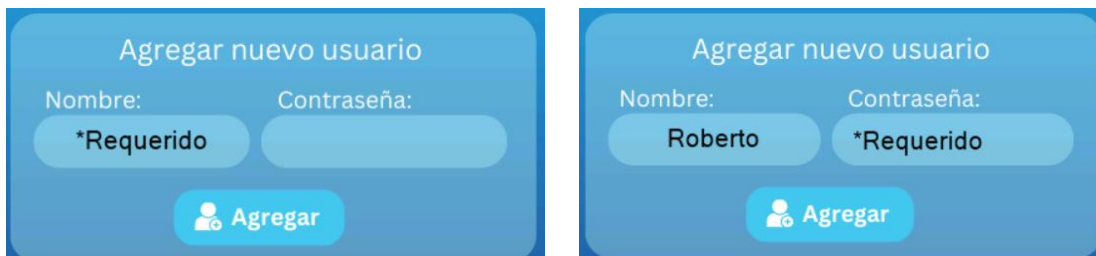 Agregar nuevo usuario
Nombre: Contraseña:
*Requerido
Agregar
Agregar nuevo usuario
Nombre: Contraseña:
Roberto *Requerido
Agregar